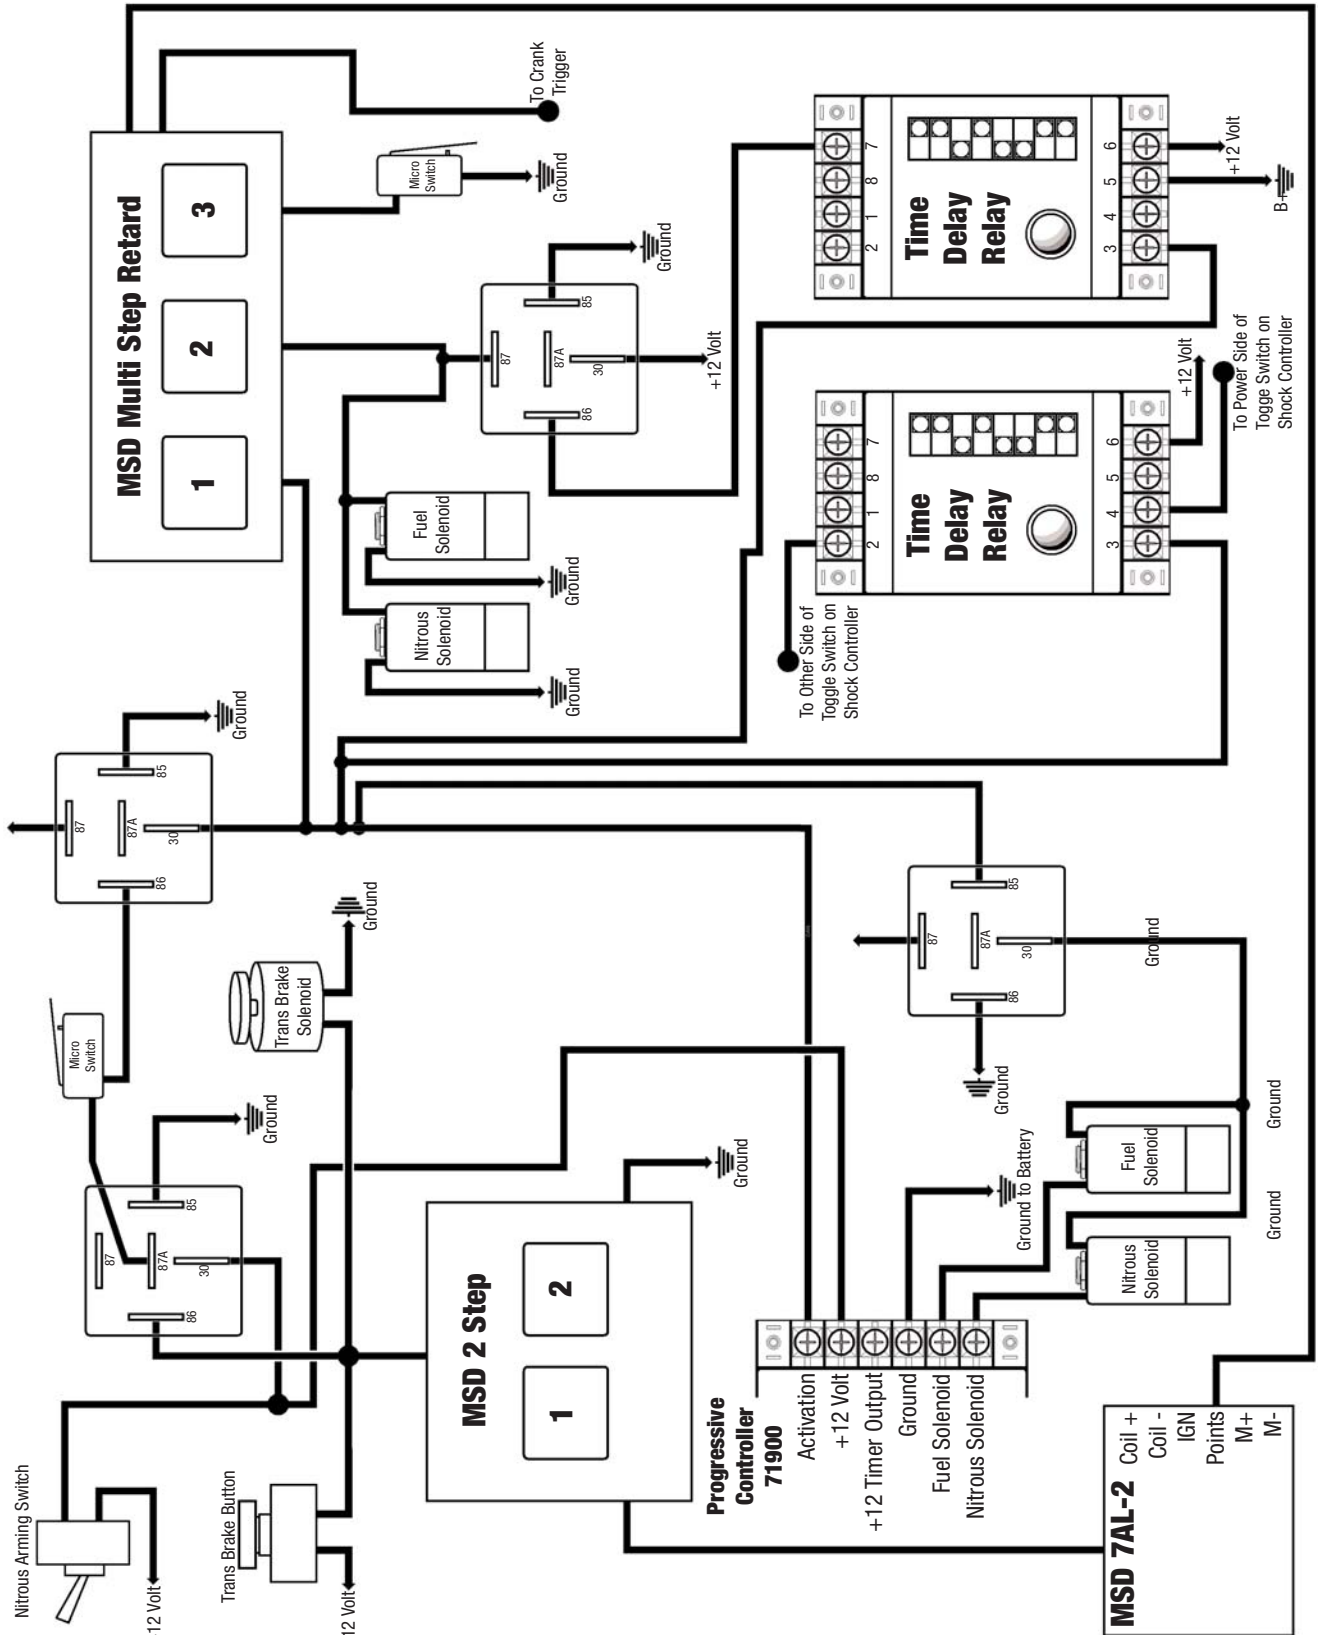 MSD Multi Step Retard
1
2
3
To Crank
Trigger
Micro
Switch
Ground
Ground
87
87A
30
85
86
+12 Volt
Fuel
Solenoid
Ground
Nitrous
Solenoid
Ground
Time
Delay
Relay
7
8
1
2
6
5
4
3
+12 Volt
B+
Time
Delay
Relay
7
8
1
2
6
5
4
3
+12 Volt
To Power Side of
Togge Switch on
Shock Controller
To Other Side of
Toggle Switch on
Shock Controller
87
87A
30
85
86
Ground
Micro
Switch
Trans Brake
Solenoid
Ground
87
87A
30
85
86
Ground
Nitrous Arming Switch
12 Volt
Trans Brake Button
12 Volt
MSD 2 Step
1
2
Ground
87
87A
30
85
86
Ground
Ground
Progressive
Controller
71900
Activation
+12 Volt
+12 Timer Output
Ground
Fuel Solenoid
Nitrous Solenoid
Ground to Battery
Fuel
Solenoid
Ground
Nitrous
Solenoid
Ground
MSD 7AL-2
Coil +
Coil -
IGN
Points
M+
M-